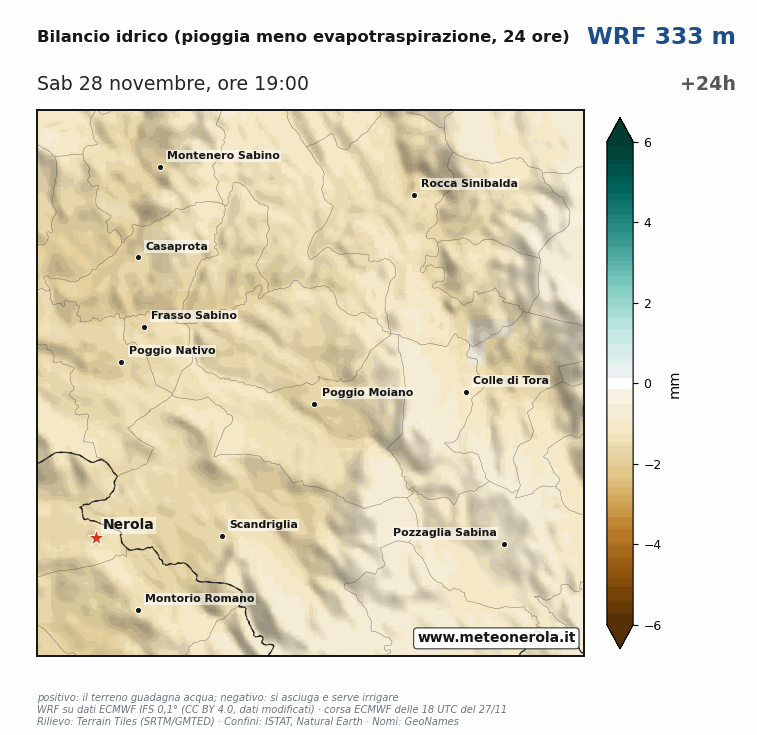 Bilancio idrico (pioggia meno evapotraspirazione, 24 ore) WRF 333 m
Sab 28 novembre, ore 19:00 +24h
Montenero Sabino
Rocca Sinibalda
Casaprota
Frasso Sabino
Poggio Nativo
Colle di Tora
Poggio Moiano
Nerola
Scandriglia
Pozzaglia Sabina
Montorio Romano
www.meteonerola.it
6
4
2
0
−2
−4
−6
mm
positivo: il terreno guadagna acqua; negativo: si asciuga e serve irrigare
WRF su dati ECMWF IFS 0,1° (CC BY 4.0, dati modificati) · corsa ECMWF delle 18 UTC del 27/11
Rilievo: Terrain Tiles (SRTM/GMTED) · Confini: ISTAT, Natural Earth · Nomi: GeoNames